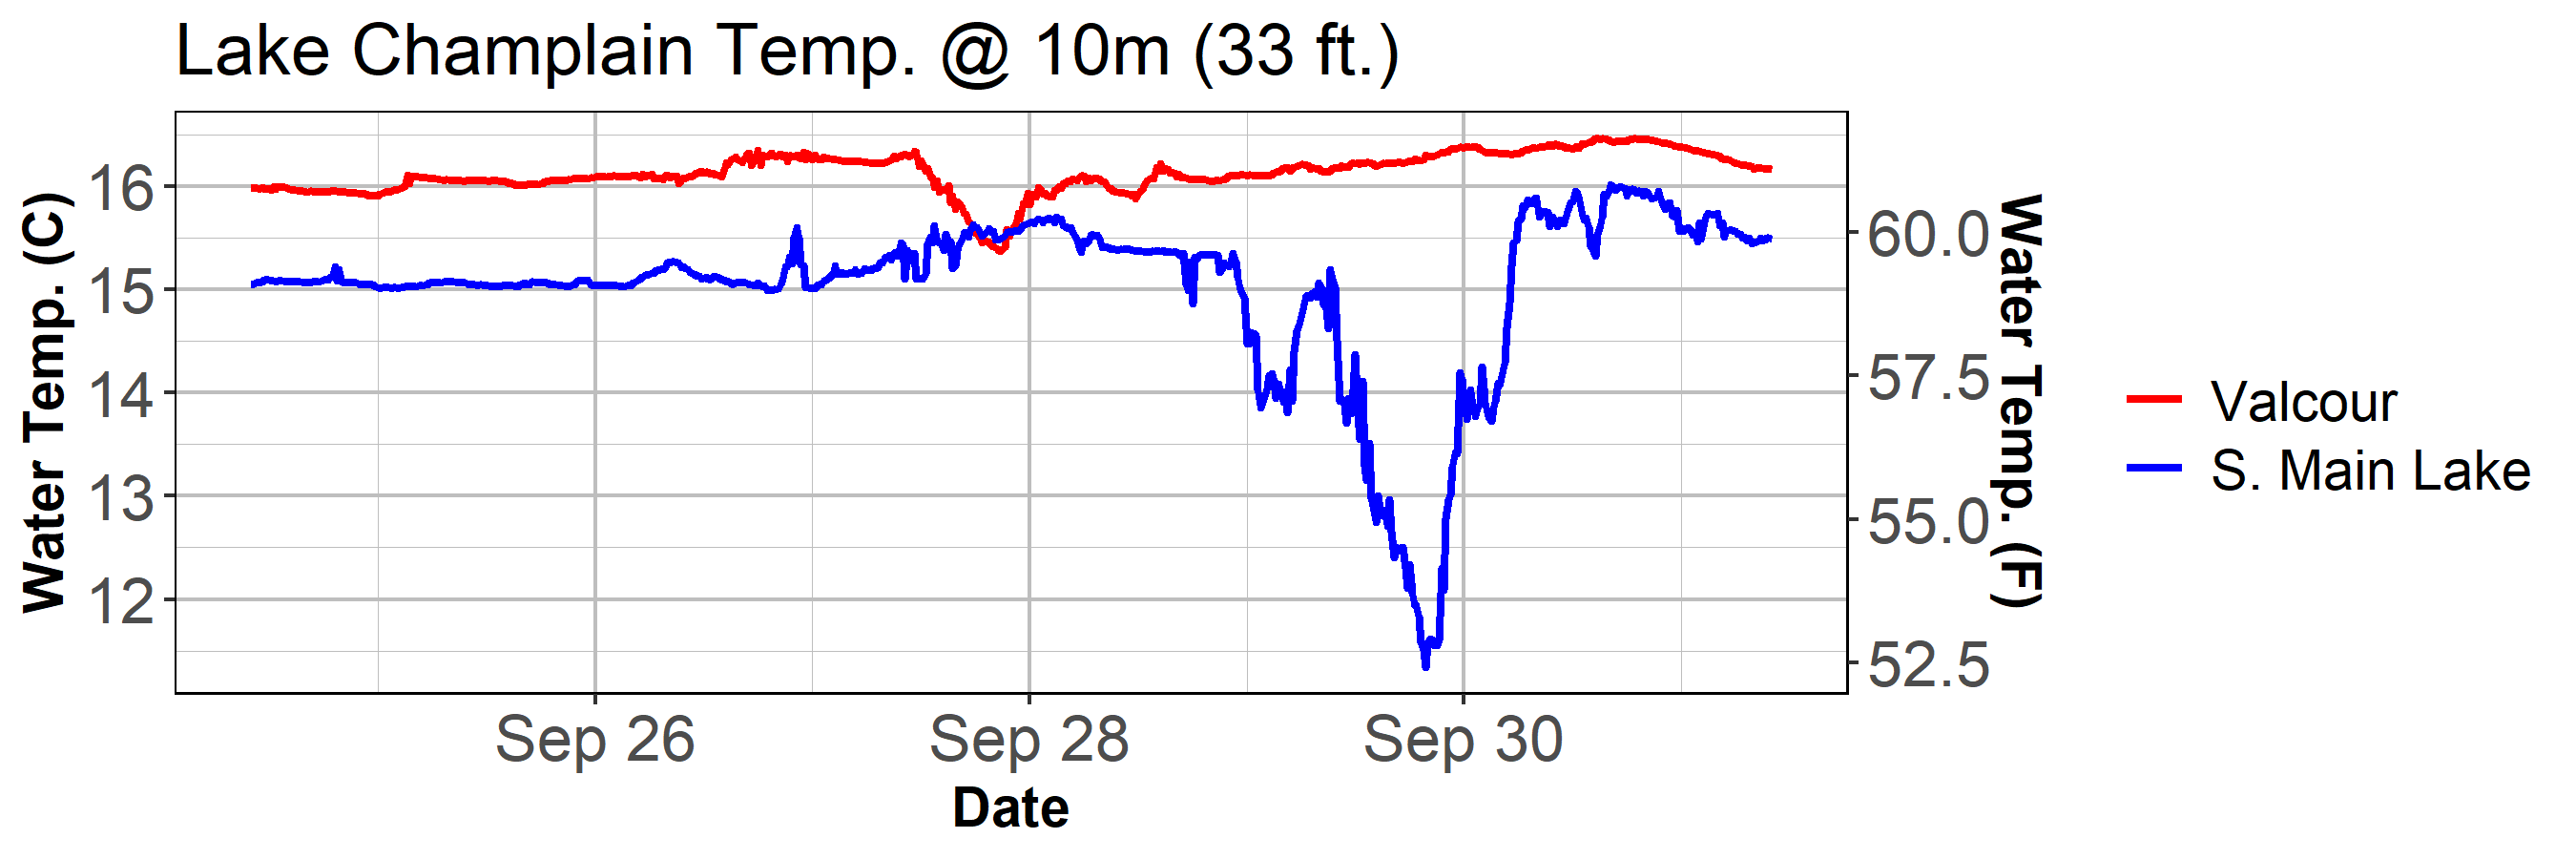 Lake Champlain Temp. @ 10m (33 ft.)
Water Temp. (C)
16
15
14
13
12
60.0
57.5
55.0
52.5
Water Temp. (F)
Sep 26
Sep 28
Sep 30
Date
Valcour
S. Main Lake